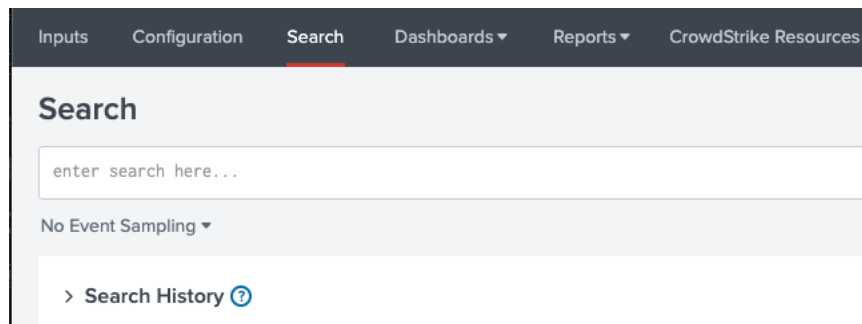 Inputs Configuration Search Dashboards Reports CrowdStrike Resources
Search
enter search here...
No Event Sampling
Search History ?